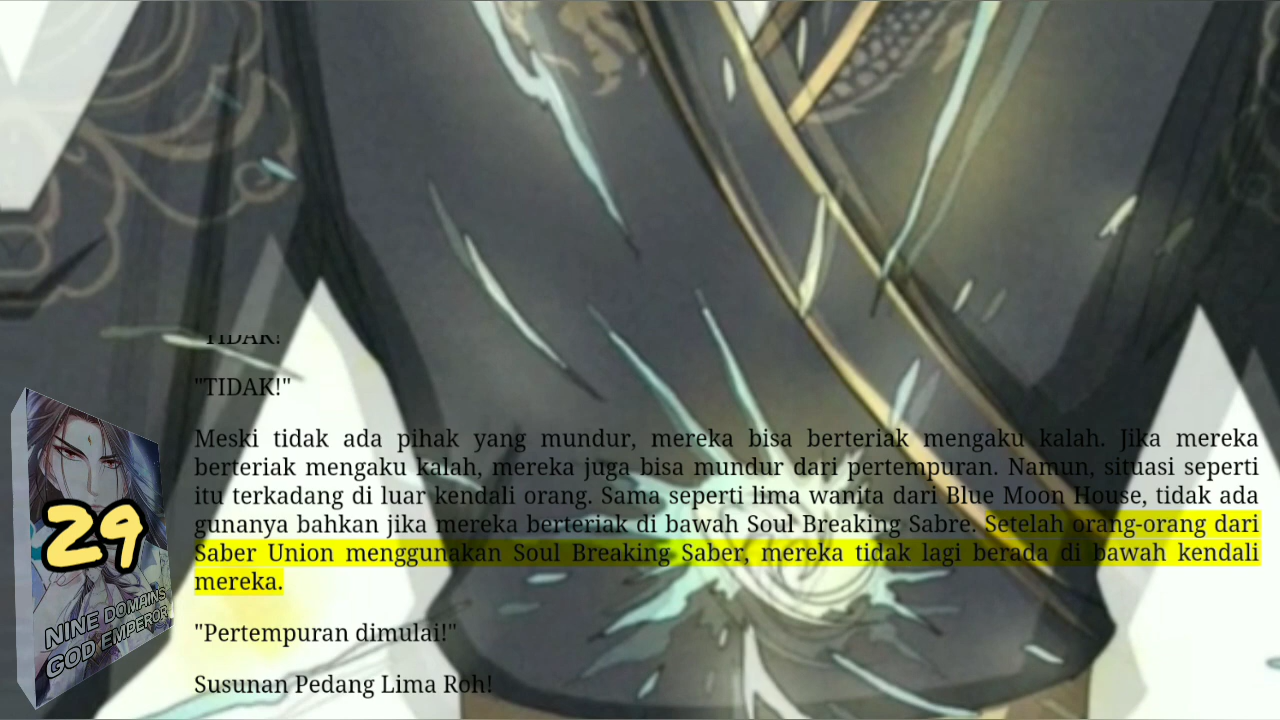 "TIDAK!"
"TIDAK!"
Meski tidak ada pihak yang mundur, mereka bisa berteriak mengaku kalah. Jika mereka
berteriak mengaku kalah, mereka juga bisa mundur dari pertempuran. Namun, situasi seperti
itu terkadang di luar kendali orang. Sama seperti lima wanita dari Blue Moon House, tidak ada
gunanya bahkan jika mereka berteriak di bawah Soul Breaking Sabre. Setelah orang-orang dari
Saber Union menggunakan Soul Breaking Saber, mereka tidak lagi berada di bawah kendali
mereka.
"Pertempuran dimulai!"
Susunan Pedang Lima Roh!
29
NINE DOMAINS
GOD EMPEROR